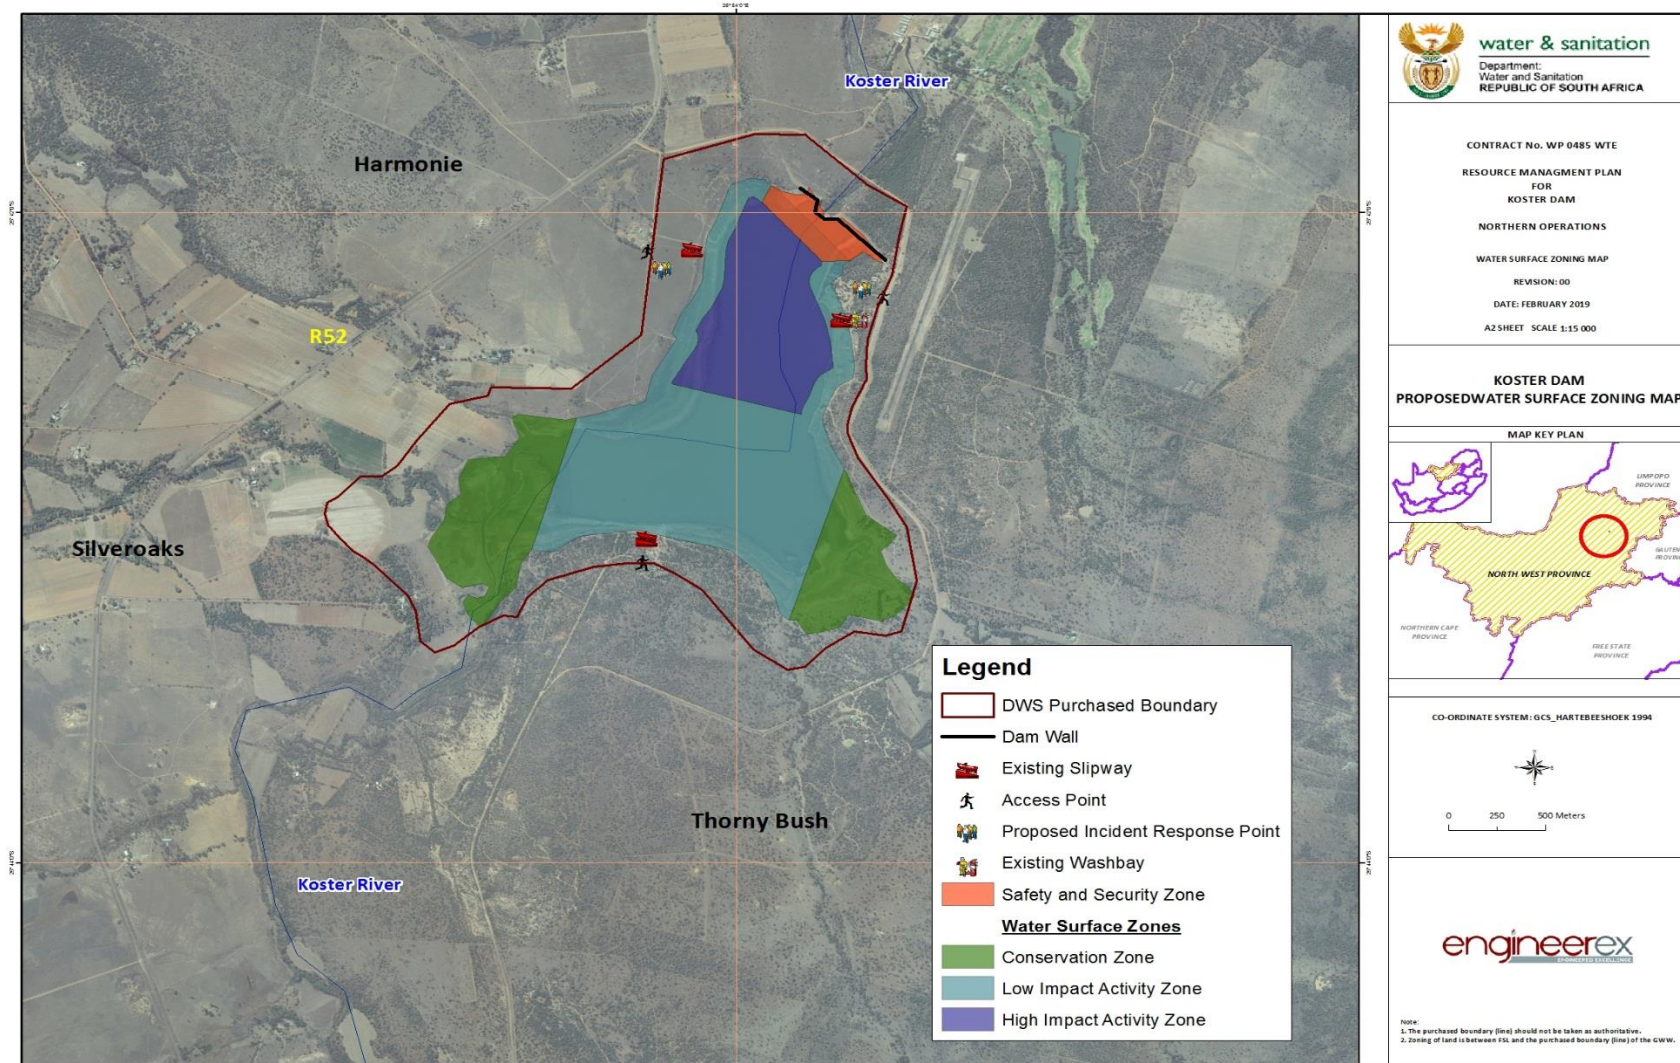 Koster River
Harmonie
R52
Silveroaks
Thorny Bush
Koster River
Legend
DWS Purchased Boundary
Dam Wall
Existing Slipway
Access Point
Proposed Incident Response Point
Existing Washbay
Safety and Security Zone
Water Surface Zones
Conservation Zone
Low Impact Activity Zone
High Impact Activity Zone
water & sanitation
Department:
Water and Sanitation
REPUBLIC OF SOUTH AFRICA
CONTRACT No. WP 0485 WTE
RESOURCE MANAGMENT PLAN
FOR
KOSTER DAM
NORTHERN OPERATIONS
WATER SURFACE ZONING MAP
REVISION: 00
DATE: FEBRUARY 2019
A2 SHEET SCALE 1:15 000
KOSTER DAM
PROPOSEDWATER SURFACE ZONING MAP
MAP KEY PLAN
LIMPOPO
PROVINCE
NORTH WEST PROVINCE
NORTHERN CAPE
PROVINCE
FREE STATE
PROVINCE
CO-ORDINATE SYSTEM: GCS_HARTEBEESHOEK 1994
0 250 500 Meters
engineerex
ENGINEERED EXCELLENCE
Note:
1. The purchased boundary (line) should not be taken as authoritative.
2. Zoning of land is between FSL and the purchased boundary (line) of the GWW.